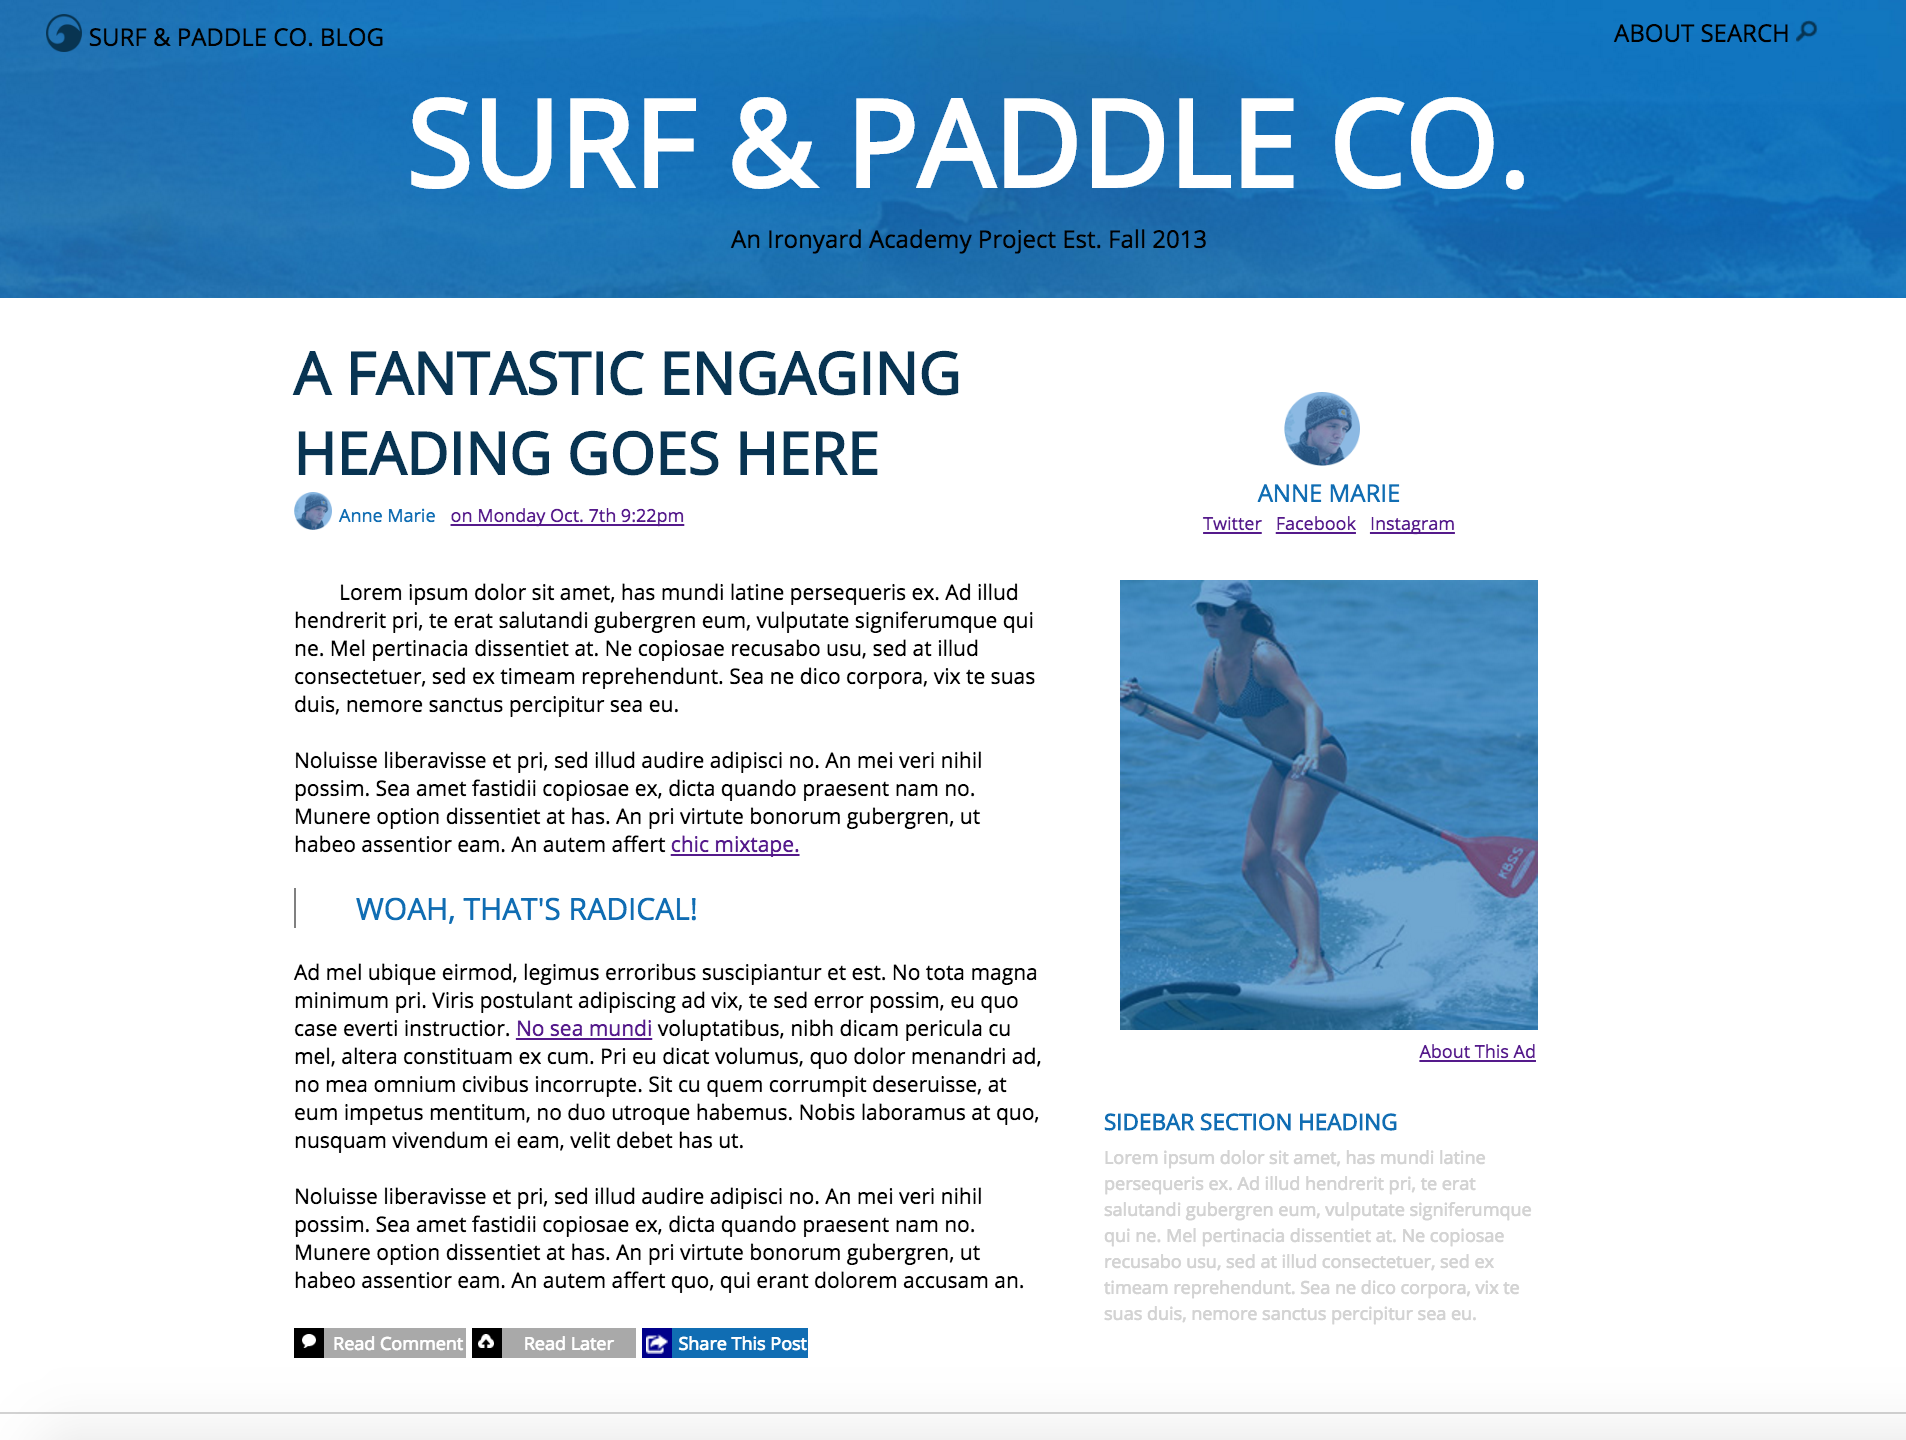 SURF & PADDLE CO. BLOG
ABOUT SEARCH
SURF & PADDLE CO.
An Ironyard Academy Project Est. Fall 2013
A FANTASTIC ENGAGING
HEADING GOES HERE
Anne Marie on Monday Oct. 7th 9:22pm
Lorem ipsum dolor sit amet, has mundi latine persequeris ex. Ad illud
hendrerit pri, te erat salutandi gubergren eum, vulputate signiferumque qui
ne. Mel pertinacia dissentiet at. Ne copiosae recusabo usu, sed at illud
consectetuer, sed ex timeam reprehendunt. Sea ne dico corpora, vix te suas
duis, nemore sanctus percipitur sea eu.
Noluisse liberavisse et pri, sed illud audire adipisci no. An mei veri nihil
possim. Sea amet fastidii copiosae ex, dicta quando praesent nam no.
Munere option dissentiet at has. An pri virtute bonorum gubergren, ut
habeo assentior eam. An autem affert chic mixtape.
WOAH, THAT'S RADICAL!
Ad mel ubique eirmod, legimus erroribus suscipiantur et est. No tota magna
minimum pri. Viris postulant adipiscing ad vix, te sed error possim, eu quo
case everti instructior. No sea mundi voluptatibus, nibh dicam pericula cu
mel, altera constituam ex cum. Pri eu dicat volumus, quo dolor menandri ad,
no mea omnium civibus incorrupte. Sit cu quem corrumpit deseruisse, at
eum impetus mentitum, no duo utroque habemus. Nobis laboramus at quo,
nusquam vivendum ei eam, velit debet has ut.
Noluisse liberavisse et pri, sed illud audire adipisci no. An mei veri nihil
possim. Sea amet fastidii copiosae ex, dicta quando praesent nam no.
Munere option dissentiet at has. An pri virtute bonorum gubergren, ut
habeo assentior eam. An autem affert quo, qui erant dolorem accusam an.
Read Comment
Read Later
Share This Post
ANNE MARIE
Twitter Facebook Instagram
KBSS
About This Ad
SIDEBAR SECTION HEADING
Lorem ipsum dolor sit amet, has mundi latine
persequeris ex. Ad illud hendrerit pri, te erat
salutandi gubergren eum, vulputate signiferumque
qui ne. Mel pertinacia dissentiet at. Ne copiosae
recusabo usu, sed at illud consectetuer, sed ex
timeam reprehendunt. Sea ne dico corpora, vix te
suas duis, nemore sanctus percipitur sea eu.